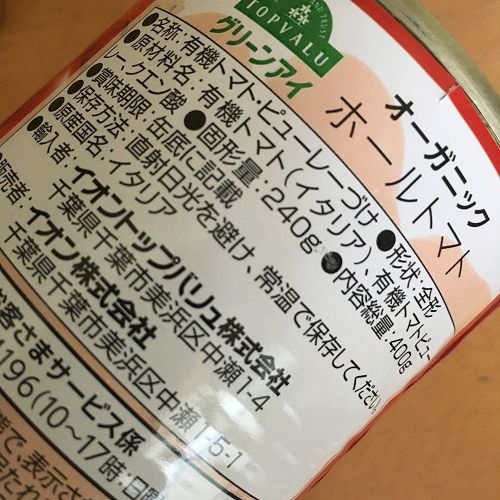 TOPVALU
グリーンアイ
オーガニック
ホールトマト
●名称:有機トマト・ピューレーづけ ●形状:全形
●原材料名:有機トマト(イタリア)、有機トマトピュー
レー・クエン酸 ●固形量:240g ●内容総量:400g
●賞味期限:缶底に記載
●保存方法:直射日光を避け、常温で保存してください。
●原産国名:イタリア
●輸入者:イオントップバリュ株式会社
千葉県千葉市美浜区中瀬1-4
販売者:イオン株式会社
千葉県千葉市美浜区中瀬1-5-1
客さまサービス係
196(10〜17時:日